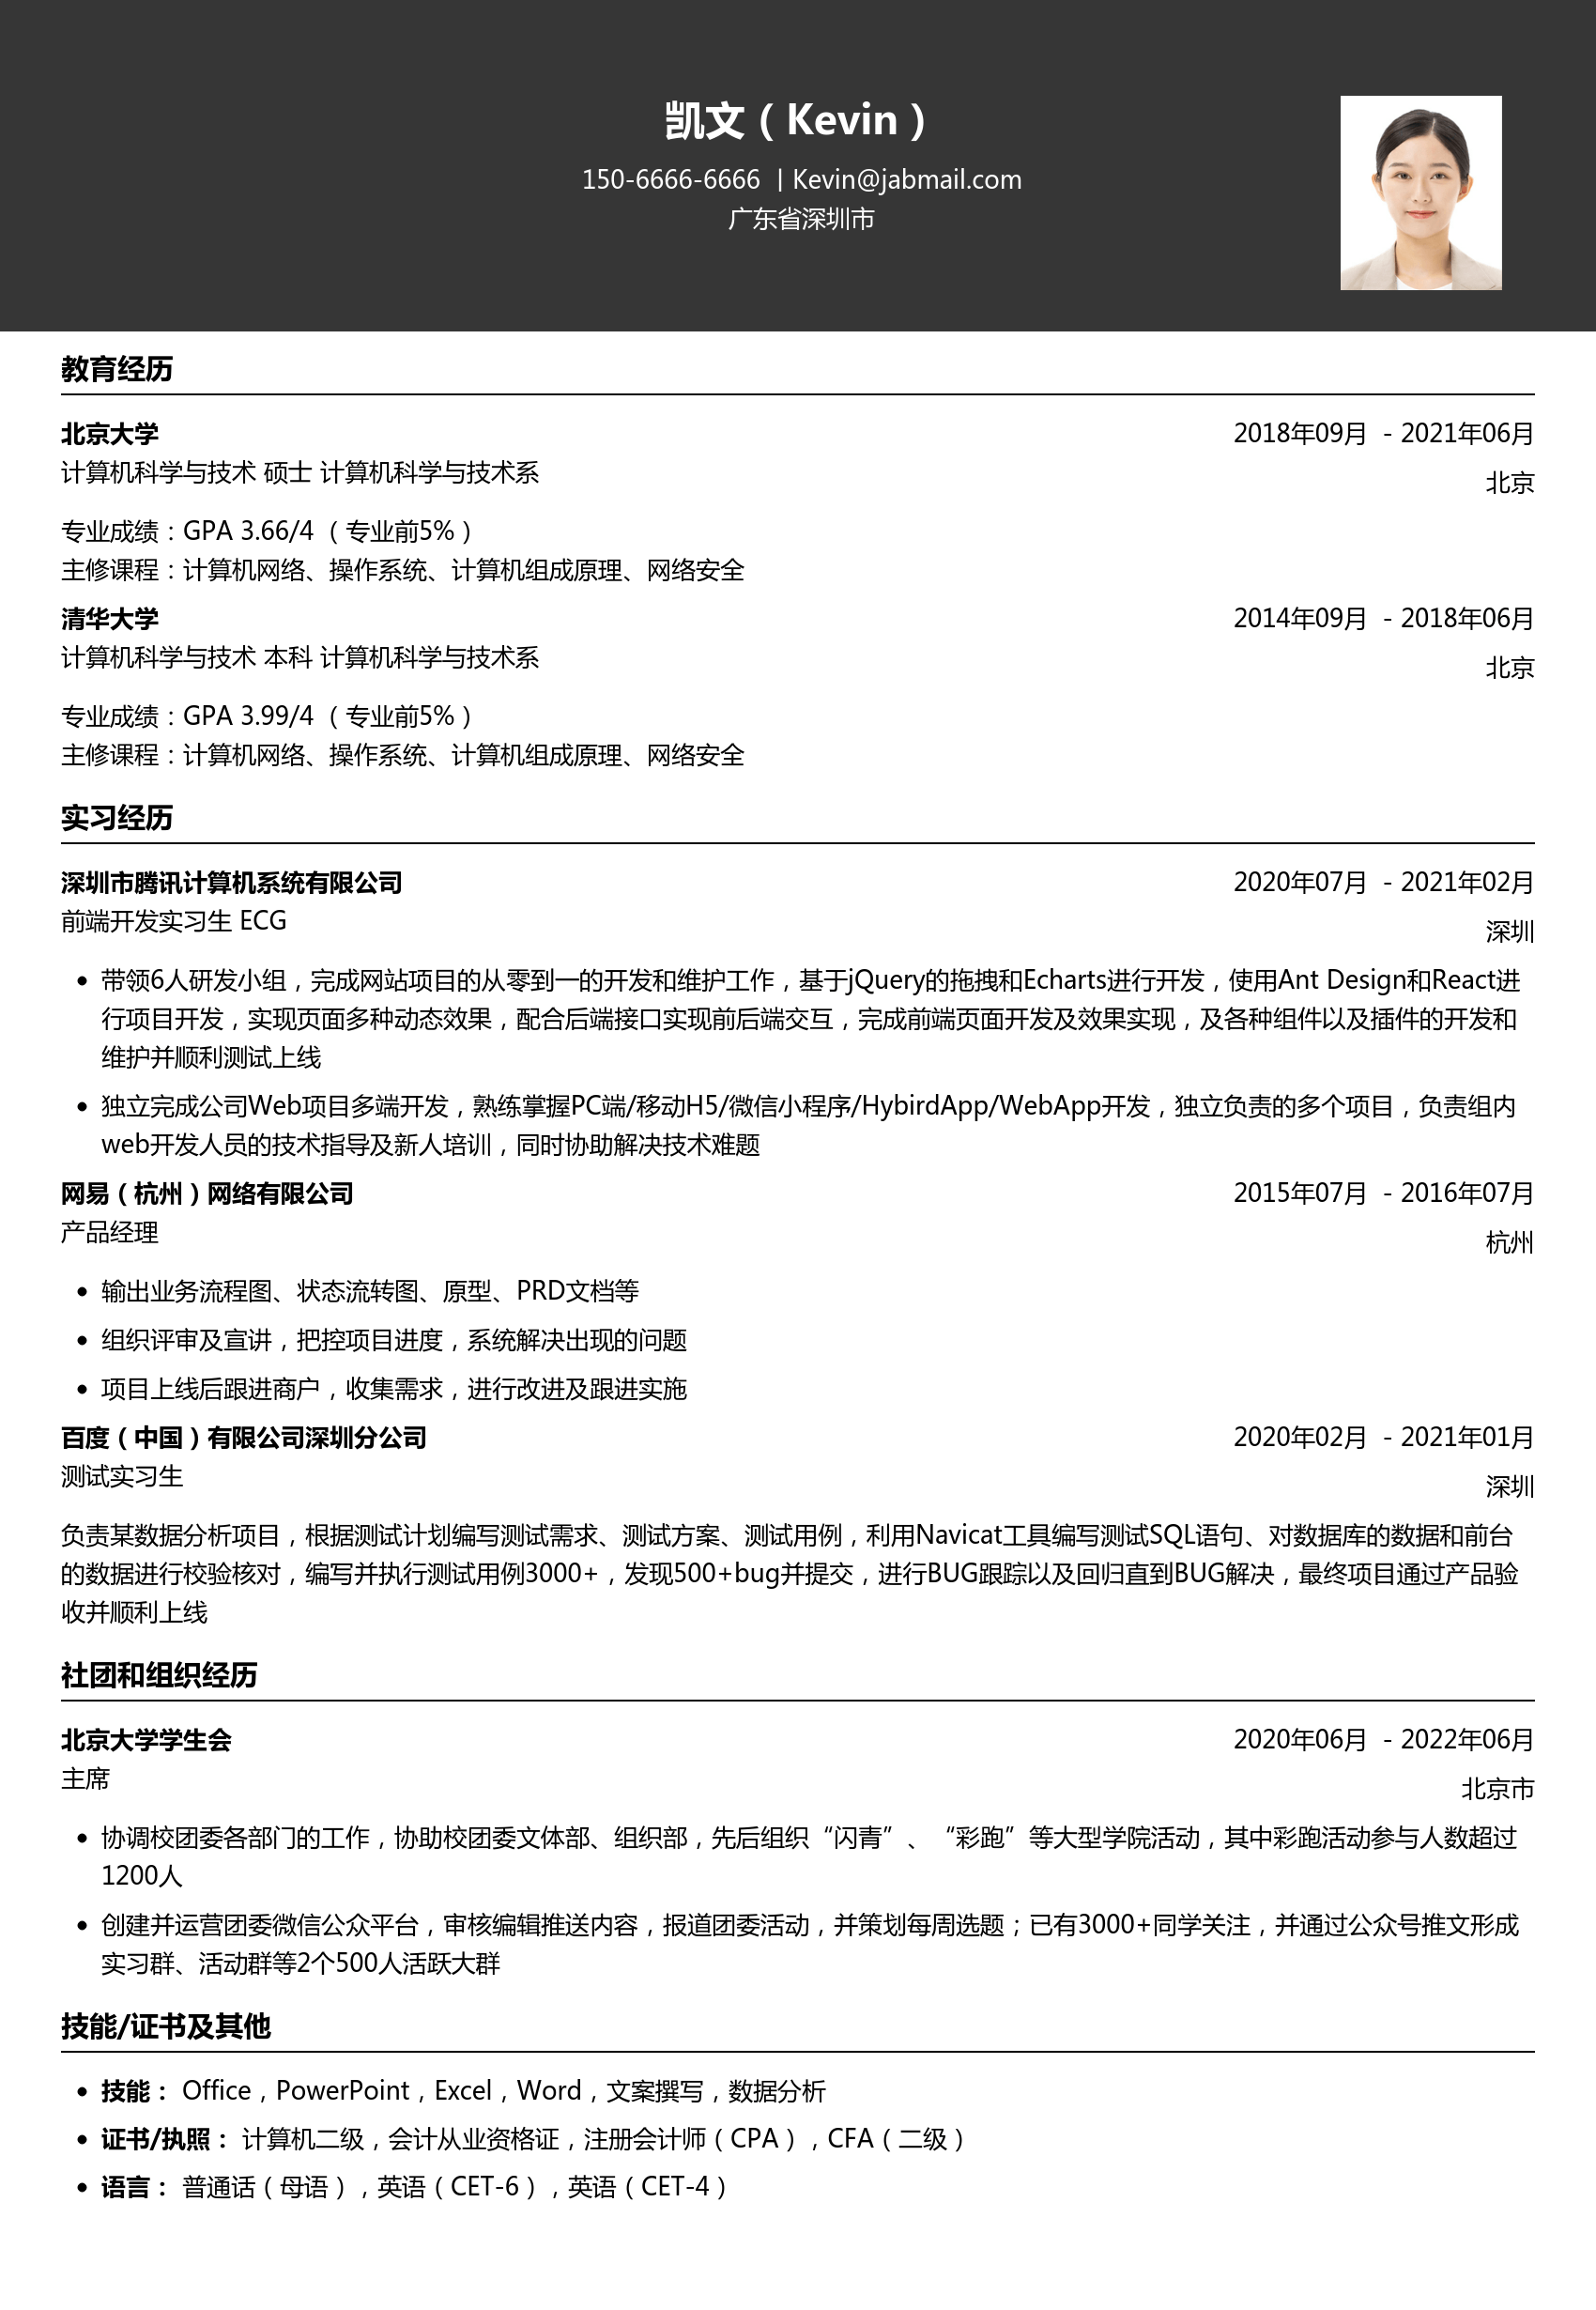 凯文（Kevin）
150-6666-6666 | Kevin@jabmail.com
广东省深圳市
教育经历
北京大学 2018年09月 - 2021年06月
计算机科学与技术 硕士 计算机科学与技术系 北京
专业成绩：GPA 3.66/4 （专业前5%）
主修课程：计算机网络、操作系统、计算机组成原理、网络安全
清华大学 2014年09月 - 2018年06月
计算机科学与技术 本科 计算机科学与技术系 北京
专业成绩：GPA 3.99/4 （专业前5%）
主修课程：计算机网络、操作系统、计算机组成原理、网络安全
实习经历
深圳市腾讯计算机系统有限公司 2020年07月 - 2021年02月
前端开发实习生 ECG 深圳
• 带领6人研发小组，完成网站项目的从零到一的开发和维护工作，基于jQuery的拖拽和Echarts进行开发，使用Ant Design和React进
行项目开发，实现页面多种动态效果，配合后端接口实现前后端交互，完成前端页面开发及效果实现，及各种组件以及插件的开发和
维护并顺利测试上线
• 独立完成公司Web项目多端开发，熟练掌握PC端/移动H5/微信小程序/HybirdApp/WebApp开发，独立负责的多个项目，负责组内
web开发人员的技术指导及新人培训，同时协助解决技术难题
网易（杭州）网络有限公司 2015年07月 - 2016年07月
产品经理 杭州
• 输出业务流程图、状态流转图、原型、PRD文档等
• 组织评审及宣讲，把控项目进度，系统解决出现的问题
• 项目上线后跟进商户，收集需求，进行改进及跟进实施
百度（中国）有限公司深圳分公司 2020年02月 - 2021年01月
测试实习生 深圳
负责某数据分析项目，根据测试计划编写测试需求、测试方案、测试用例，利用Navicat工具编写测试SQL语句、对数据库的数据和前台
的数据进行校验核对，编写并执行测试用例3000+，发现500+bug并提交，进行BUG跟踪以及回归直到BUG解决，最终项目通过产品验
收并顺利上线
社团和组织经历
北京大学学生会 2020年06月 - 2022年06月
主席 北京市
• 协调校团委各部门的工作，协助校团委文体部、组织部，先后组织“闪青”、“彩跑”等大型学院活动，其中彩跑活动参与人数超过
1200人
• 创建并运营团委微信公众平台，审核编辑推送内容，报道团委活动，并策划每周选题；已有3000+同学关注，并通过公众号推文形成
实习群、活动群等2个500人活跃大群
技能/证书及其他
• 技能： Office，PowerPoint，Excel，Word，文案撰写，数据分析
• 证书/执照： 计算机二级，会计从业资格证，注册会计师（CPA），CFA（二级）
• 语言： 普通话（母语），英语（CET-6），英语（CET-4）